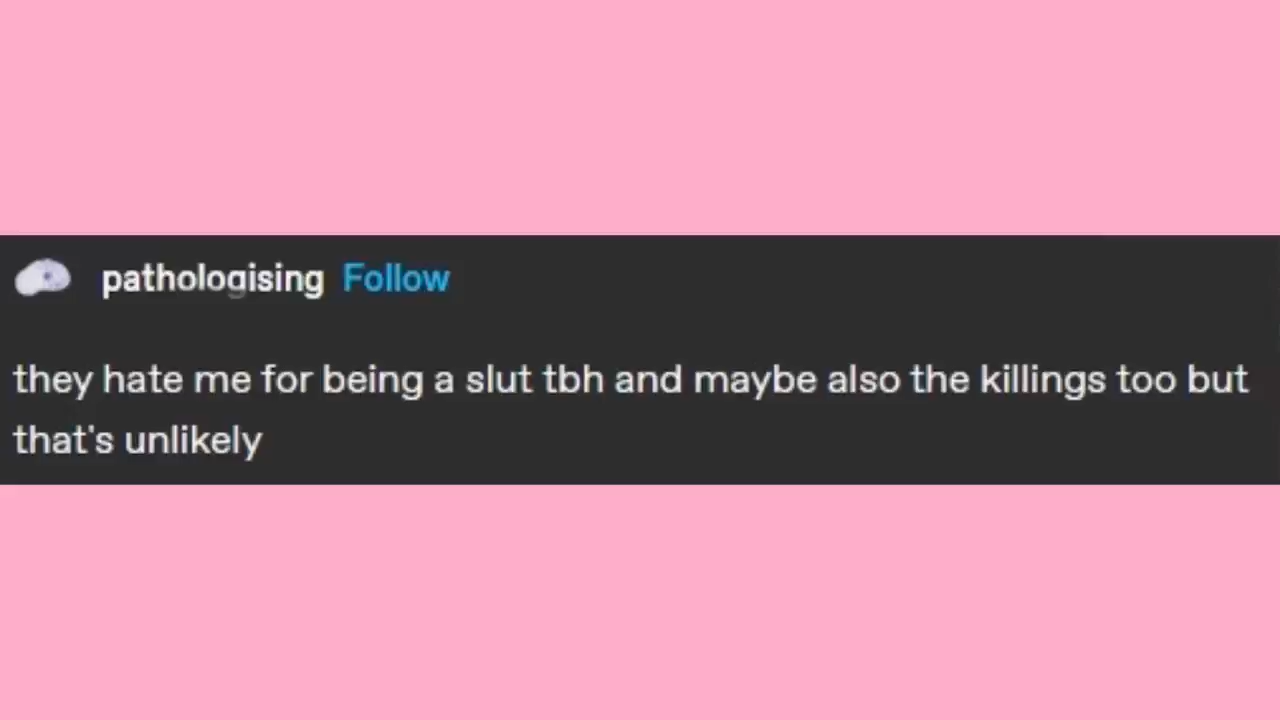 pathologising Follow
they hate me for being a slut tbh and maybe also the killings too but
that's unlikely